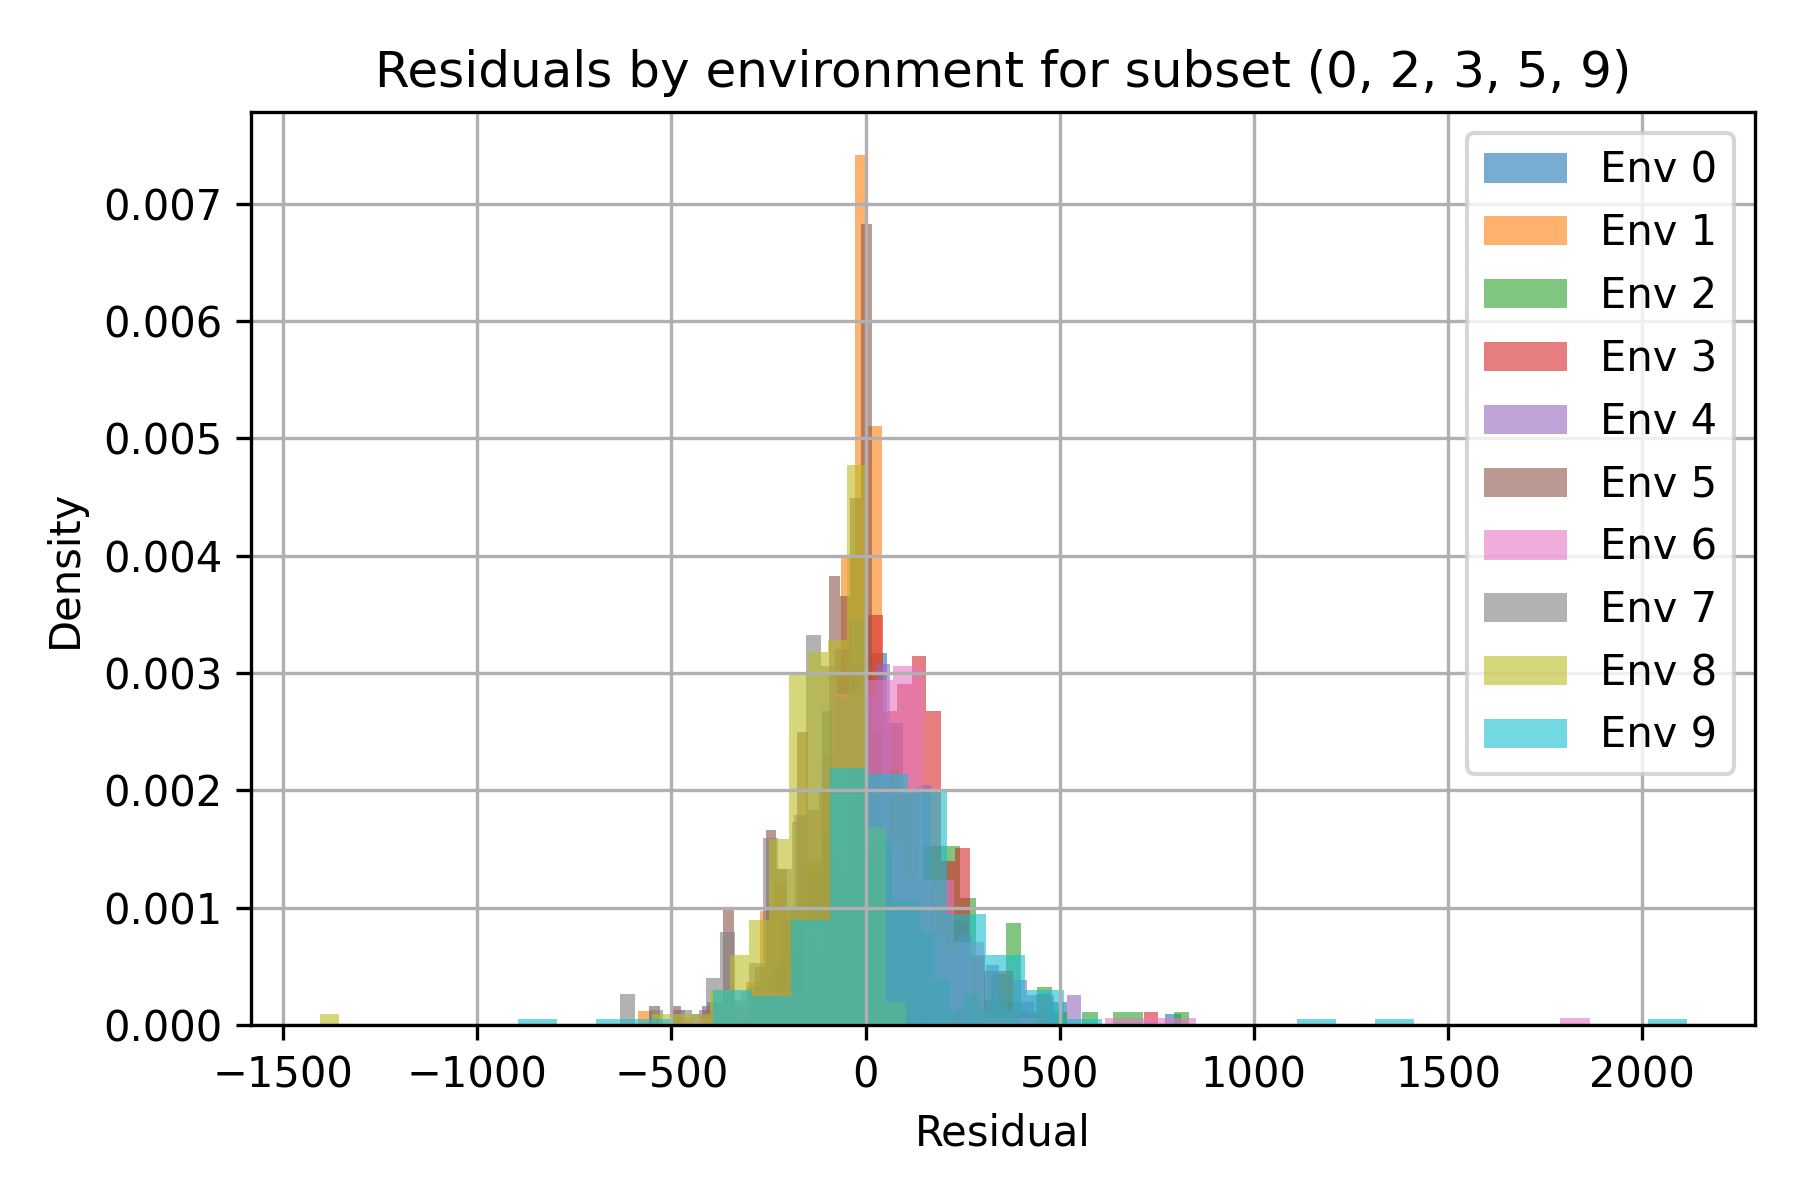 Residuals by environment for subset (0, 2, 3, 5, 9)
Density
0.007
0.006
0.005
0.004
0.003
0.002
0.001
0.000
Env 0
Env 1
Env 2
Env 3
Env 4
Env 5
Env 6
Env 7
Env 8
Env 9
−1500 −1000 −500 0 500 1000 1500 2000
Residual